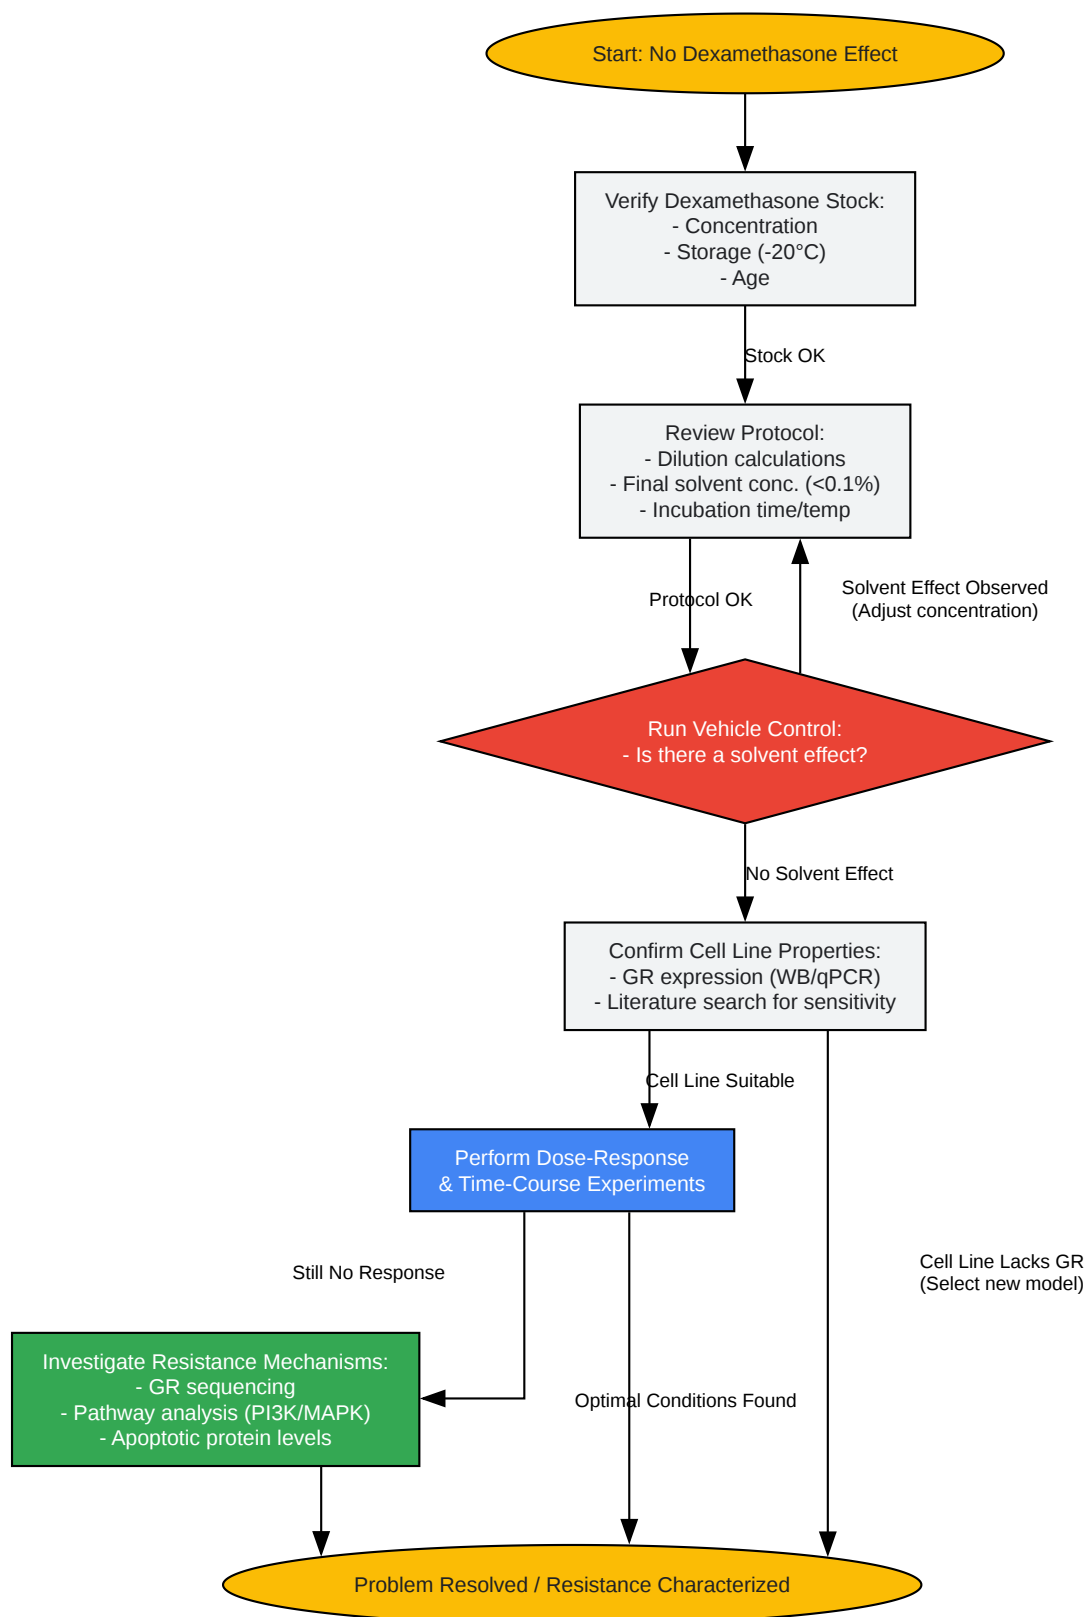 Start: No Dexamethasone Effect
Verify Dexamethasone Stock:
- Concentration
- Storage (-20°C)
- Age
Stock OK
Review Protocol:
- Dilution calculations
- Final solvent conc. (<0.1%)
- Incubation time/temp
Protocol OK
Solvent Effect Observed
(Adjust concentration)
Run Vehicle Control:
- Is there a solvent effect?
No Solvent Effect
Confirm Cell Line Properties:
- GR expression (WB/qPCR)
- Literature search for sensitivity
Cell Line Suitable
Perform Dose-Response
& Time-Course Experiments
Still No Response
Cell Line Lacks GR
(Select new model)
Investigate Resistance Mechanisms:
- GR sequencing
- Pathway analysis (PI3K/MAPK)
- Apoptotic protein levels
Optimal Conditions Found
Problem Resolved / Resistance Characterized